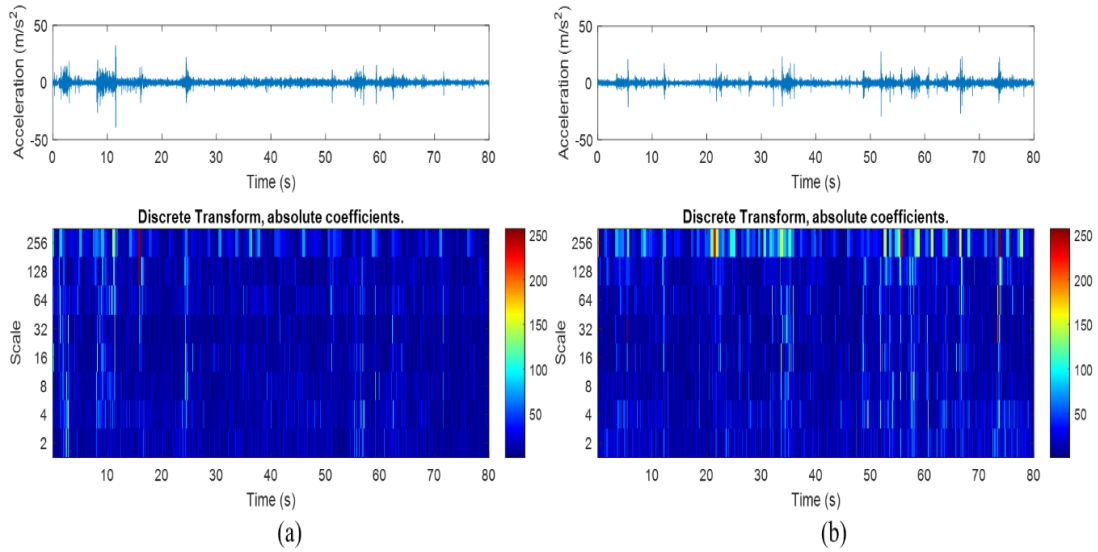 50
0
-50
Acceleration (m/s²)
0 10 20 30 40 50 60 70 80
Time (s)
50
0
-50
Acceleration (m/s²)
0 10 20 30 40 50 60 70 80
Time (s)
Discrete Transform, absolute coefficients.
256
128
64
32
16
8
4
2
Scale
0 10 20 30 40 50 60 70 80
Time (s)
250
200
150
100
50
(a)
Discrete Transform, absolute coefficients.
256
128
64
32
16
8
4
2
Scale
0 10 20 30 40 50 60 70 80
Time (s)
250
200
150
100
50
(b)